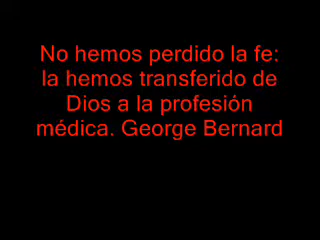 No hemos perdido la fe:
la hemos transferido de
Dios a la profesión
médica. George Bernard